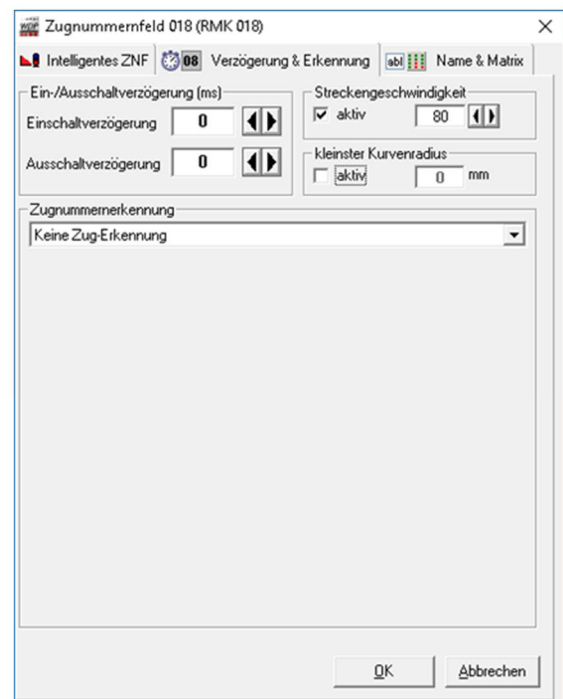 Zugnummernfeld 018 (RMK 018)
Intelligentes ZNF
08 Verzögerung & Erkennung
abl Name & Matrix
Ein-/Ausschaltverzögerung (ms)
Einschaltverzögerung 0
Ausschaltverzögerung 0
Streckengeschwindigkeit
aktiv 80
kleinster Kurvenradius
aktiv 0 mm
Zugnummernerkennung
Keine Zug-Erkennung
OK Abbrechen